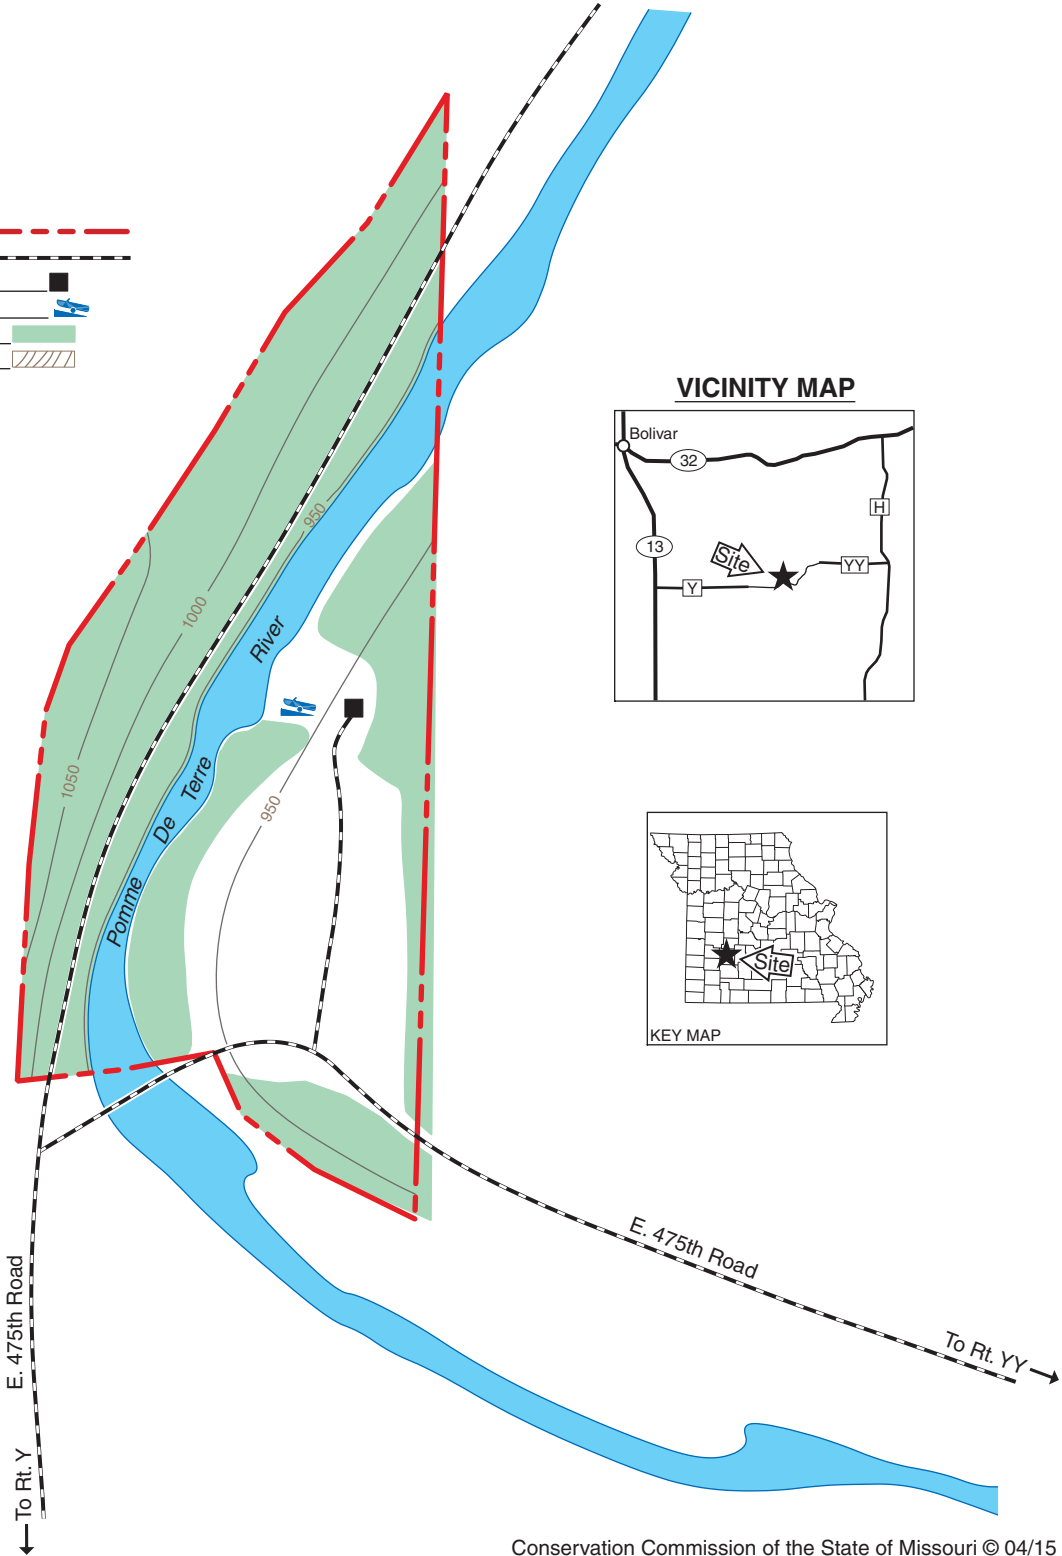 VICINITY MAP
Bolivar
32
H
13
Site
YY
Y
950
1000
River
1050
Terre
950
De
Pomme
Site
KEY MAP
E. 475th Road
E. 475th Road
To Rt. YY
To Rt. Y
Conservation Commission of the State of Missouri © 04/15